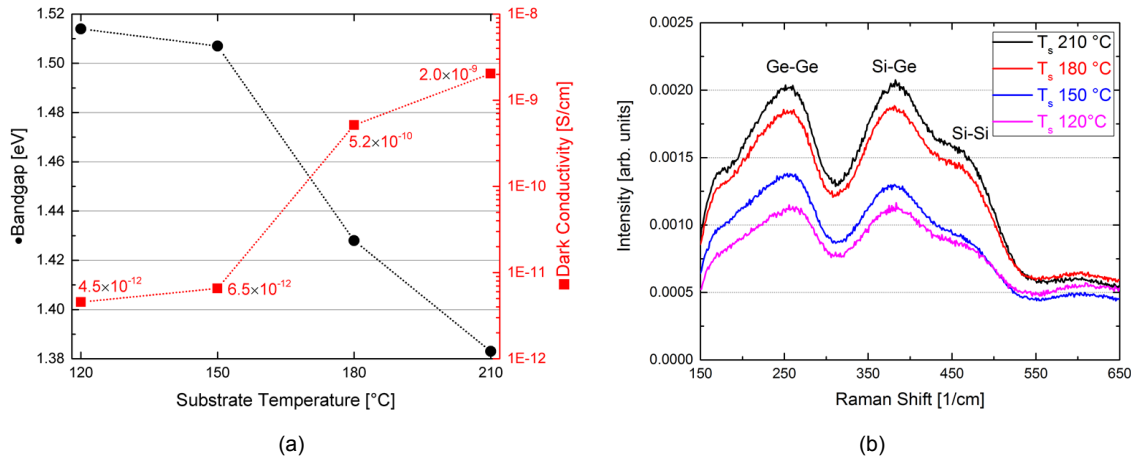 1.52
1.50
1.48
1.46
1.44
1.42
1.40
1.38
●Bandgap [eV]
120
150
180
210
Substrate Temperature [°C]
1E-8
1E-9
1E-10
1E-11
1E-12
■Dark Conductivity [S/cm]
4.5×10⁻¹²
6.5×10⁻¹²
5.2×10⁻¹⁰
2.0×10⁻⁹
(a)
0.0025
0.0020
0.0015
0.0010
0.0005
0.0000
Intensity [arb. units]
150
250
350
450
550
650
Raman Shift [1/cm]
Ge-Ge
Si-Ge
Si-Si
Tₛ 210 °C
Tₛ 180 °C
Tₛ 150 °C
Tₛ 120°C
(b)